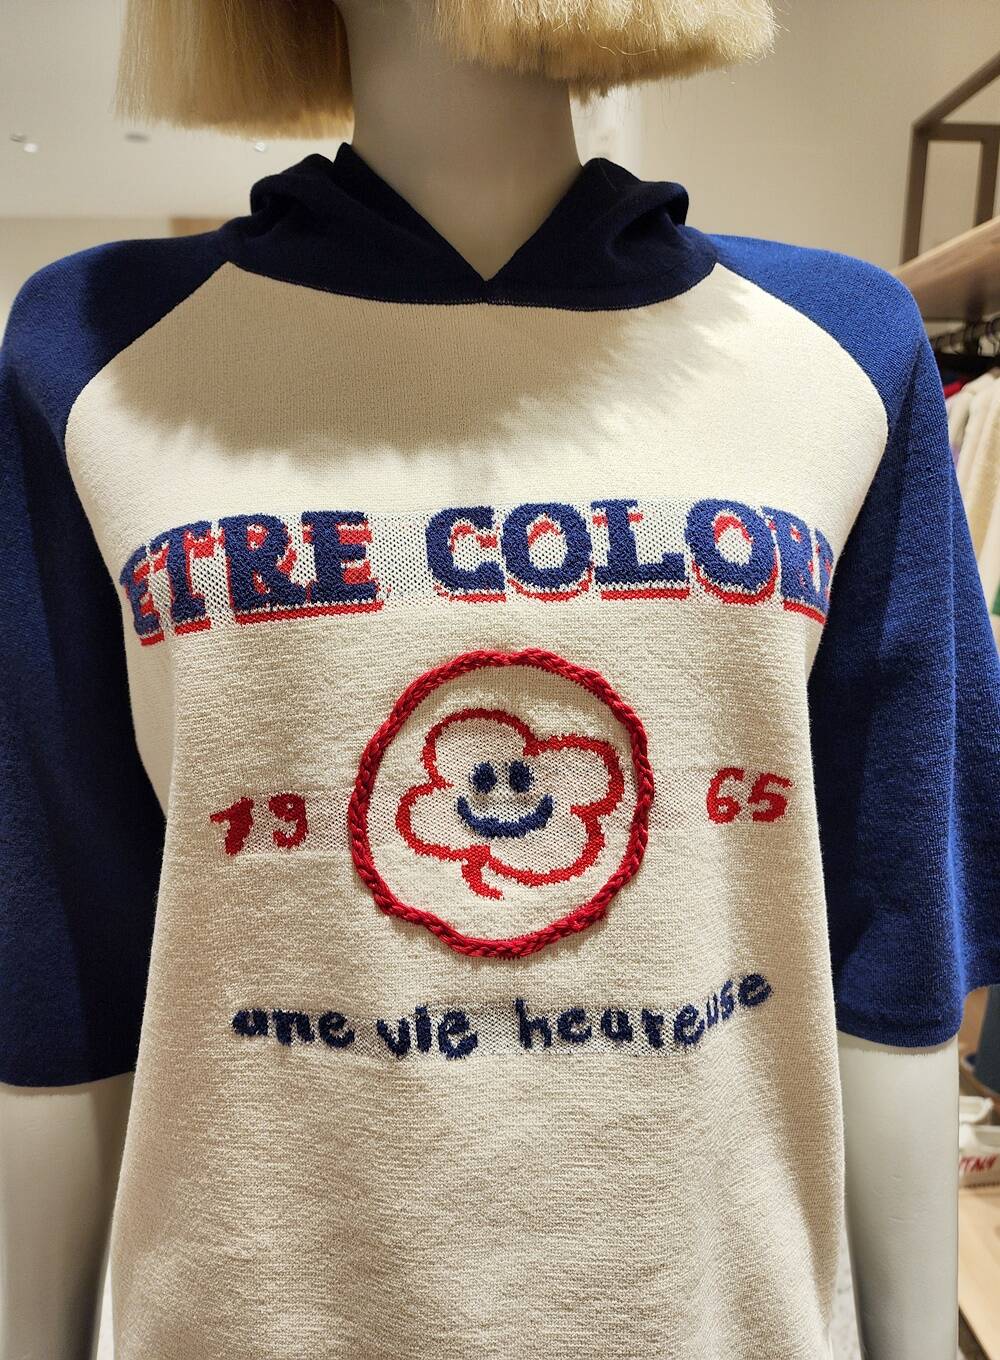 ETRE COLOR
19 65
une vie heureuse